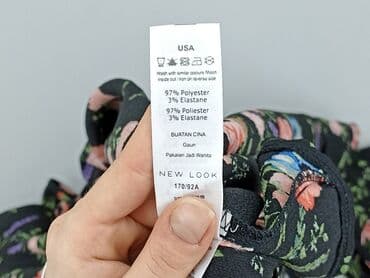 USA
Wash with similar colours Wash
inside out / Iron on reverse
97% Polyester
3% Elastane
97% Poliester
3% Elastane
BUATAN CINA
Gaun
Pakaian Jadi Wanita
NEW LOOK
170/92A